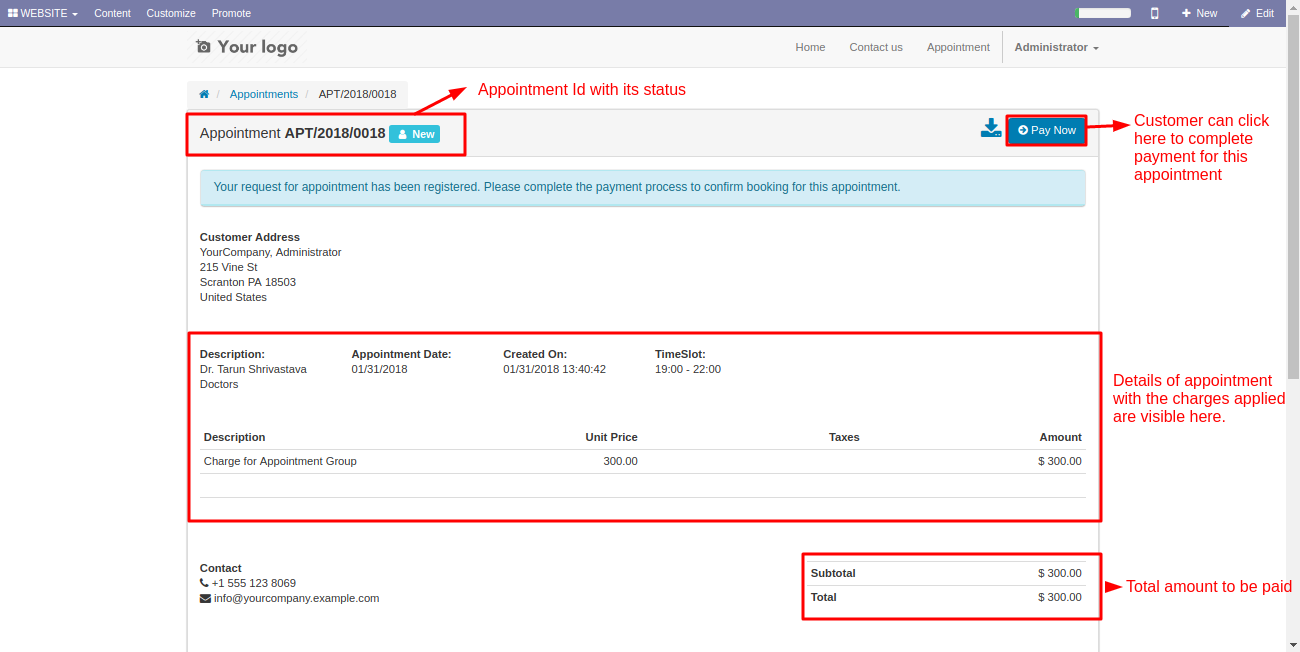 WEBSITE Content Customize Promote New Edit
Your logo Home Contact us Appointment Administrator
/ Appointments / APT/2018/0018
Appointment Id with its status
Appointment APT/2018/0018 New
Pay Now
Customer can click
here to complete
payment for this
appointment
Your request for appointment has been registered. Please complete the payment process to confirm booking for this appointment.
Customer Address
YourCompany, Administrator
215 Vine St
Scranton PA 18503
United States
Description: Appointment Date: Created On: TimeSlot:
Dr. Tarun Shrivastava 01/31/2018 01/31/2018 13:40:42 19:00 - 22:00
Doctors
Details of appointment
with the charges applied
are visible here.
Description Unit Price Taxes Amount
Charge for Appointment Group 300.00 $ 300.00
Contact
+1 555 123 8069
info@yourcompany.example.com
Subtotal $ 300.00
Total $ 300.00
Total amount to be paid